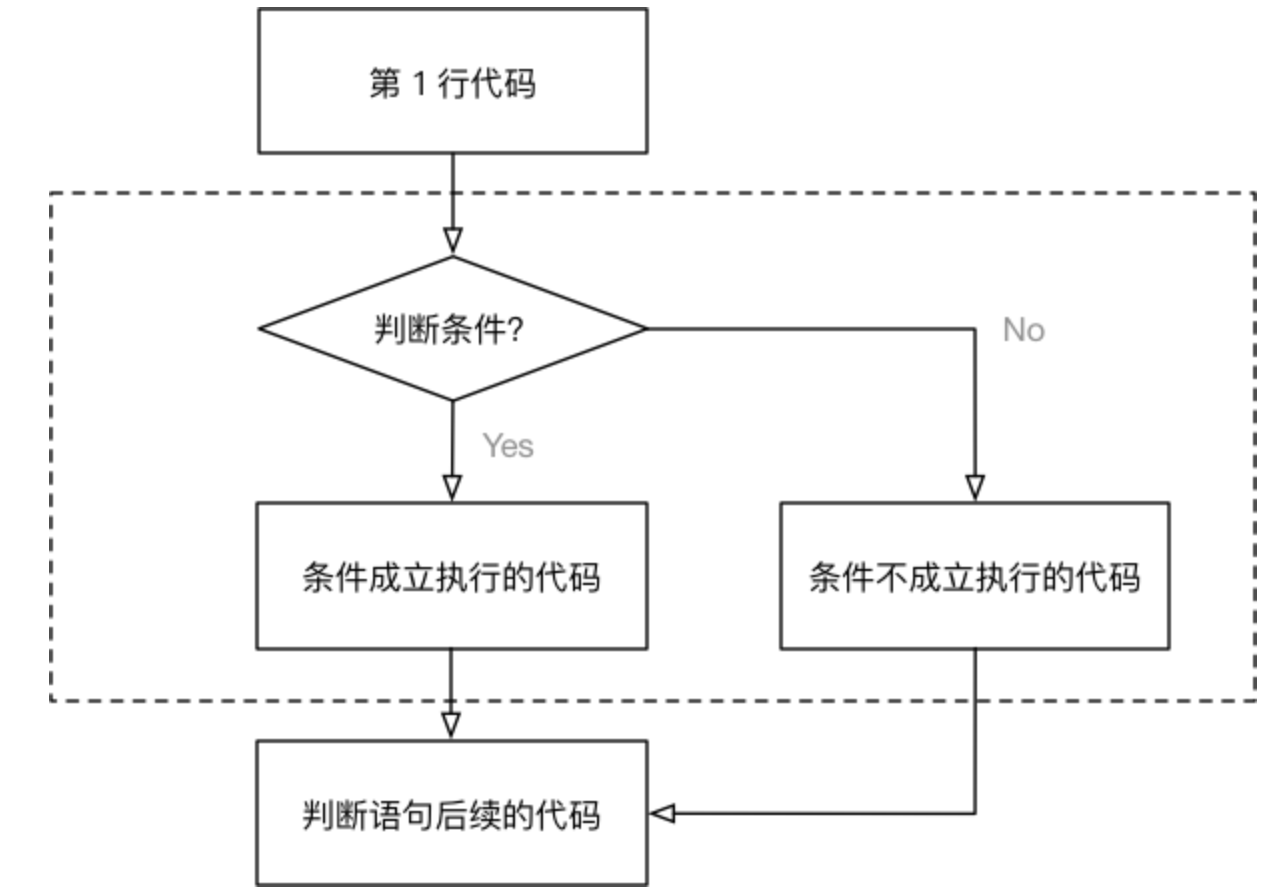 第 1 行代码
判断条件?
No
Yes
条件成立执行的代码
条件不成立执行的代码
判断语句后续的代码